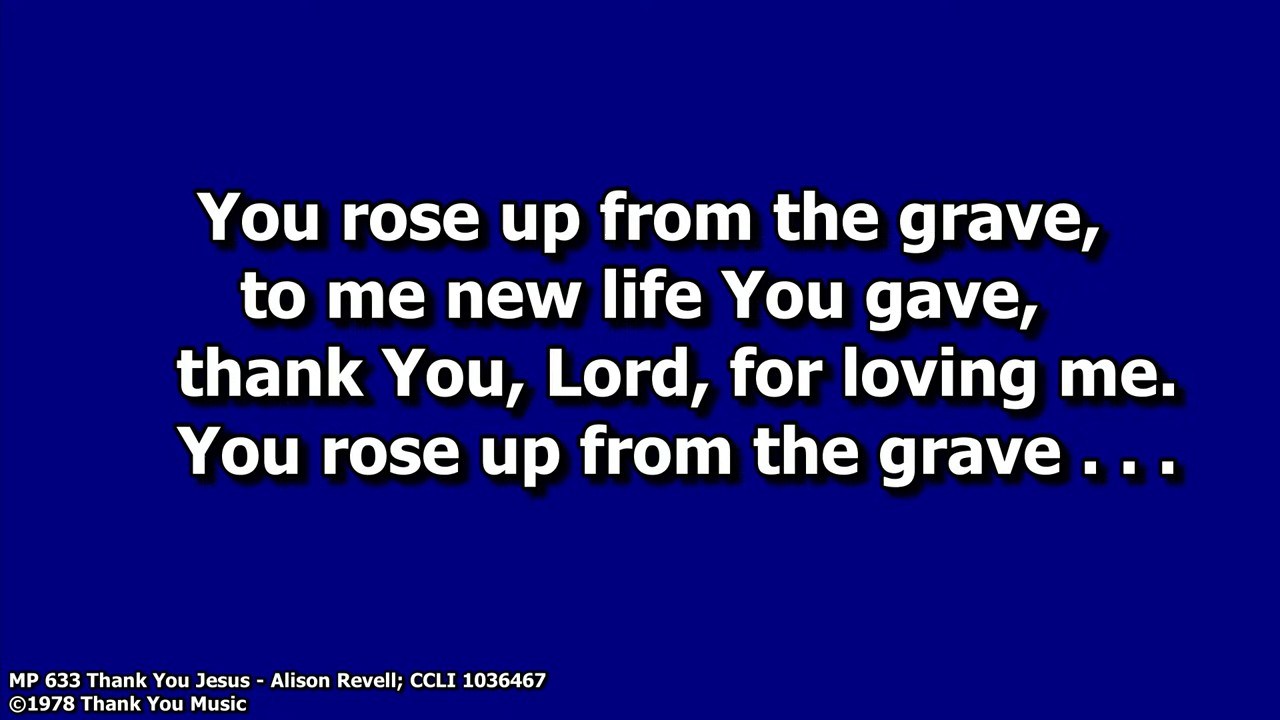 You rose up from the grave,
to me new life You gave,
thank You, Lord, for loving me.
You rose up from the grave . . .
MP 633 Thank You Jesus - Alison Revell; CCLI 1036467
©1978 Thank You Music